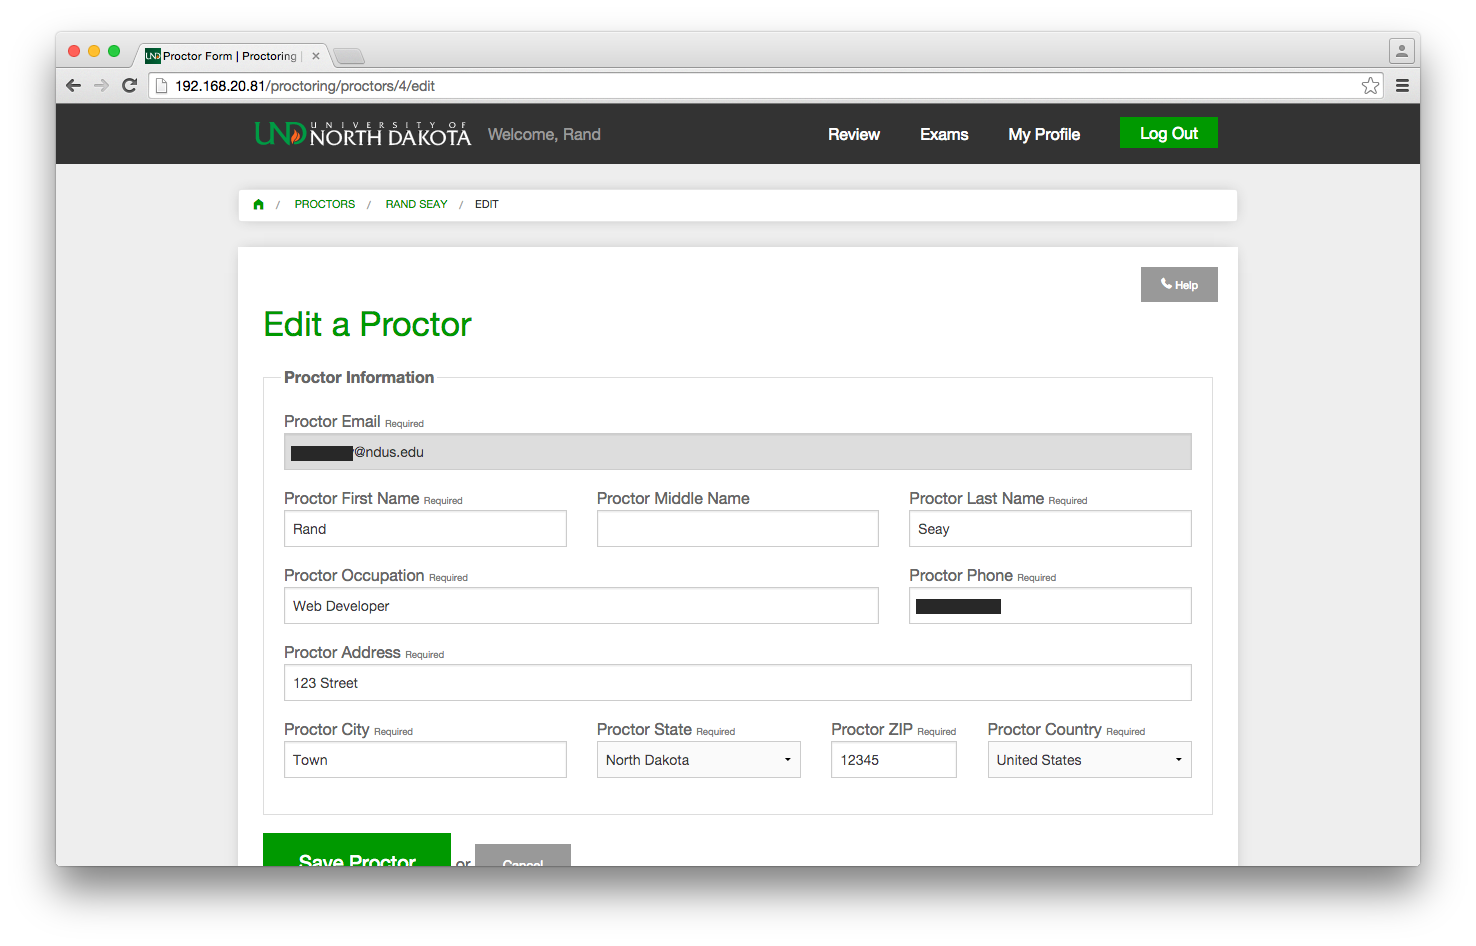 Proctor Form | Proctoring |
192.168.20.81/proctoring/proctors/4/edit
UND UNIVERSITY OF NORTH DAKOTA Welcome, Rand Review Exams My Profile Log Out
/ PROCTORS / RAND SEAY / EDIT
Help
Edit a Proctor
Proctor Information
Proctor Email Required
@ndus.edu
Proctor First Name Required Proctor Middle Name Proctor Last Name Required
Rand Seay
Proctor Occupation Required Proctor Phone Required
Web Developer
Proctor Address Required
123 Street
Proctor City Required Proctor State Required Proctor ZIP Required Proctor Country Required
Town North Dakota 12345 United States
Save Proctor or Cancel